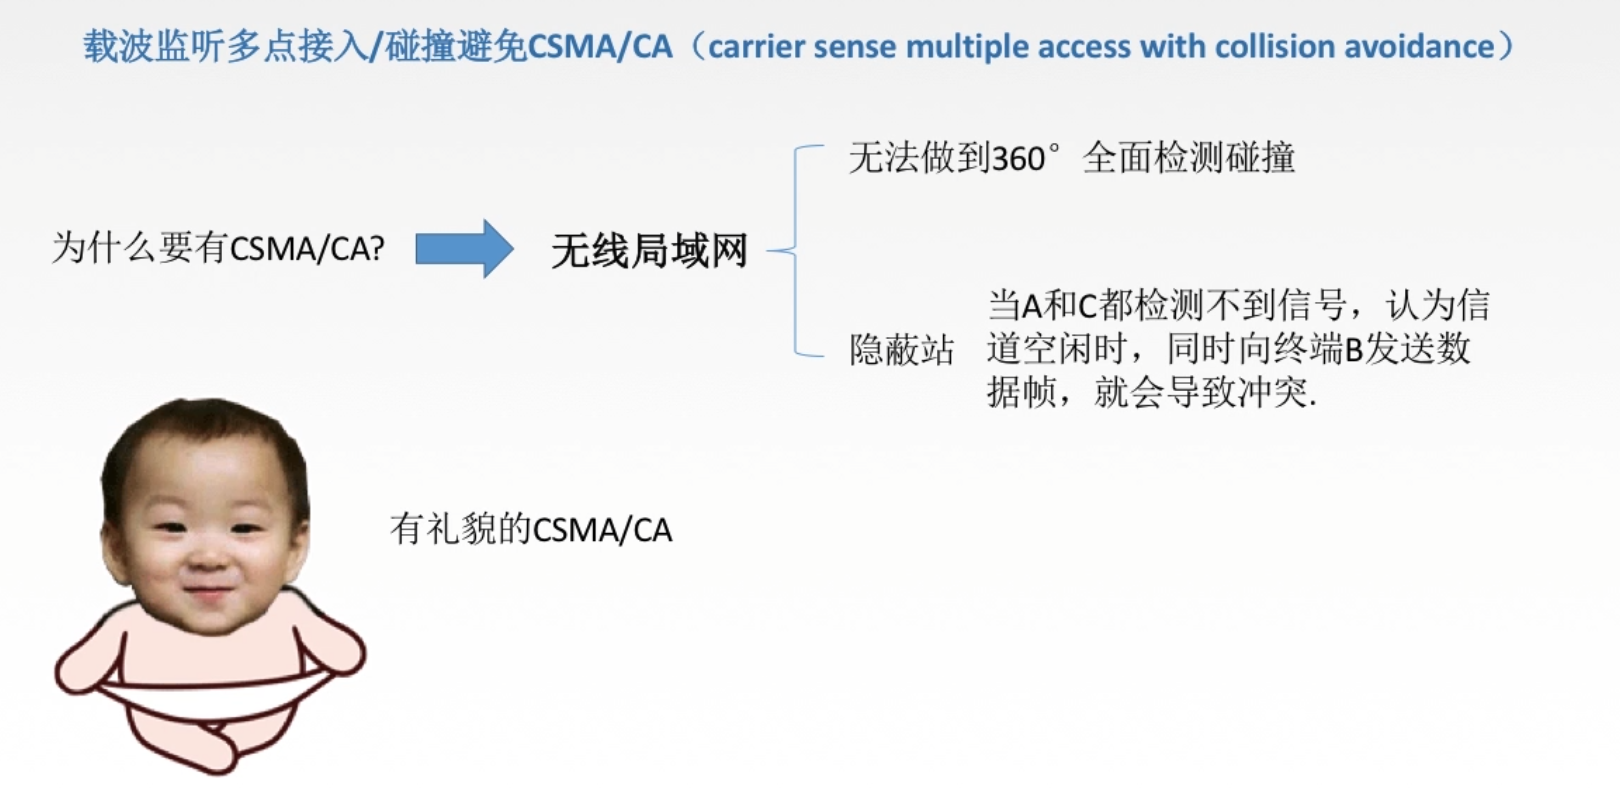 载波监听多点接入/碰撞避免CSMA/CA（carrier sense multiple access with collision avoidance）
无法做到360°全面检测碰撞
为什么要有CSMA/CA?
无线局域网
隐蔽站
当A和C都检测不到信号，认为信
道空闲时，同时向终端B发送数
据帧，就会导致冲突.
有礼貌的CSMA/CA